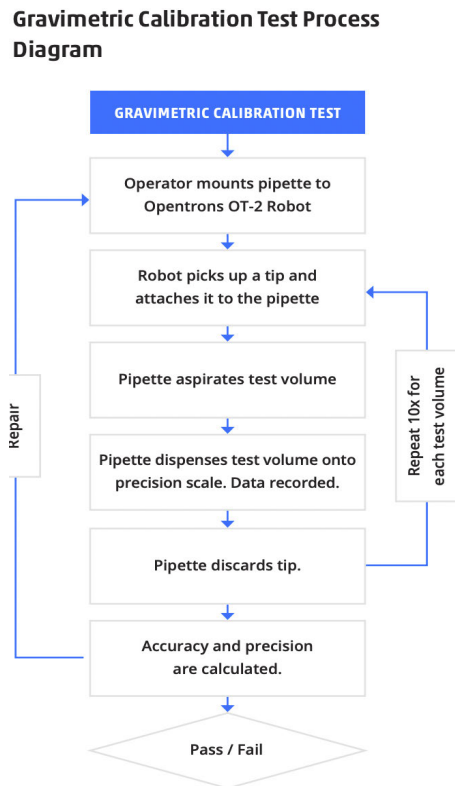 Gravimetric Calibration Test Process
Diagram
GRAVIMETRIC CALIBRATION TEST
Operator mounts pipette to
Opentrons OT-2 Robot
Robot picks up a tip and
attaches it to the pipette
Pipette aspirates test volume
Pipette dispenses test volume onto
precision scale. Data recorded.
Pipette discards tip.
Accuracy and precision
are calculated.
Pass / Fail
Repair
Repeat 10x for
each test volume